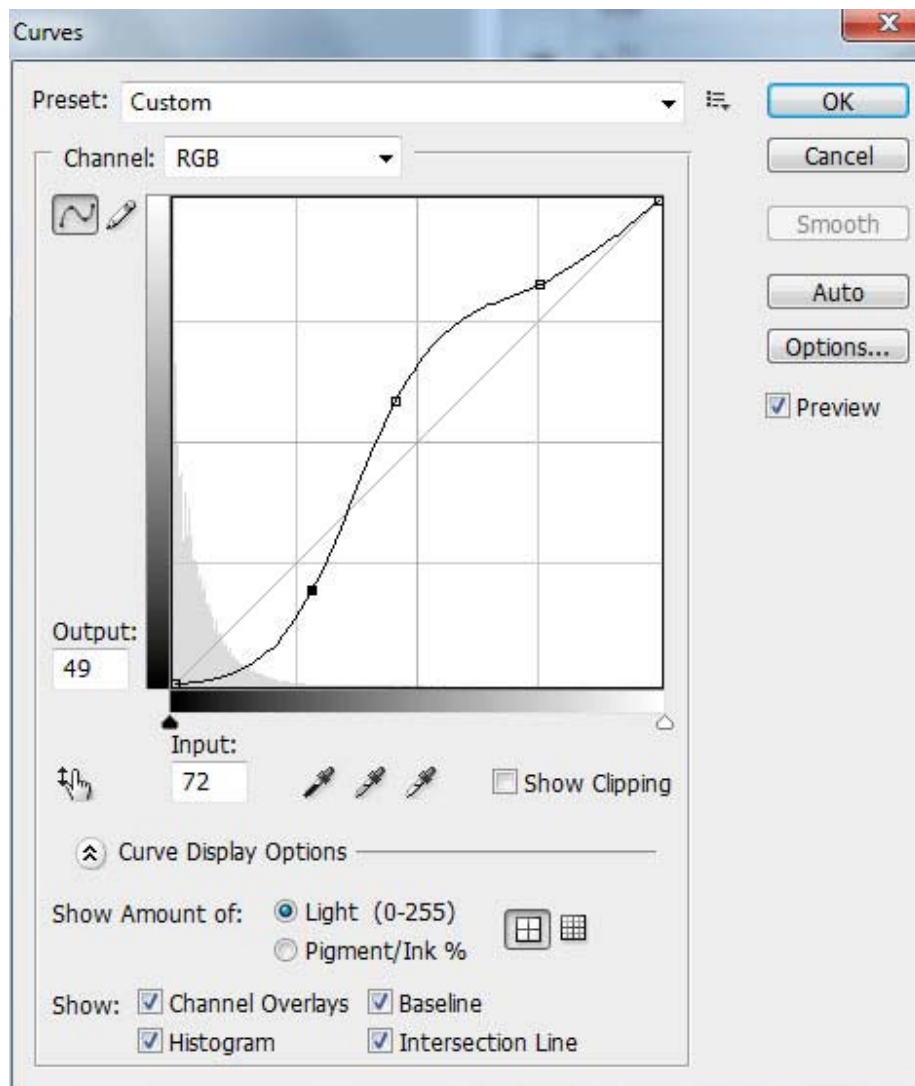 Curves
Preset: Custom
OK
Channel: RGB
Cancel
Smooth
Auto
Options...
Preview
Output:
49
Input:
72
Show Clipping
Curve Display Options
Show Amount of: Light (0-255)
Pigment/Ink %
Show: Channel Overlays Baseline
Histogram Intersection Line